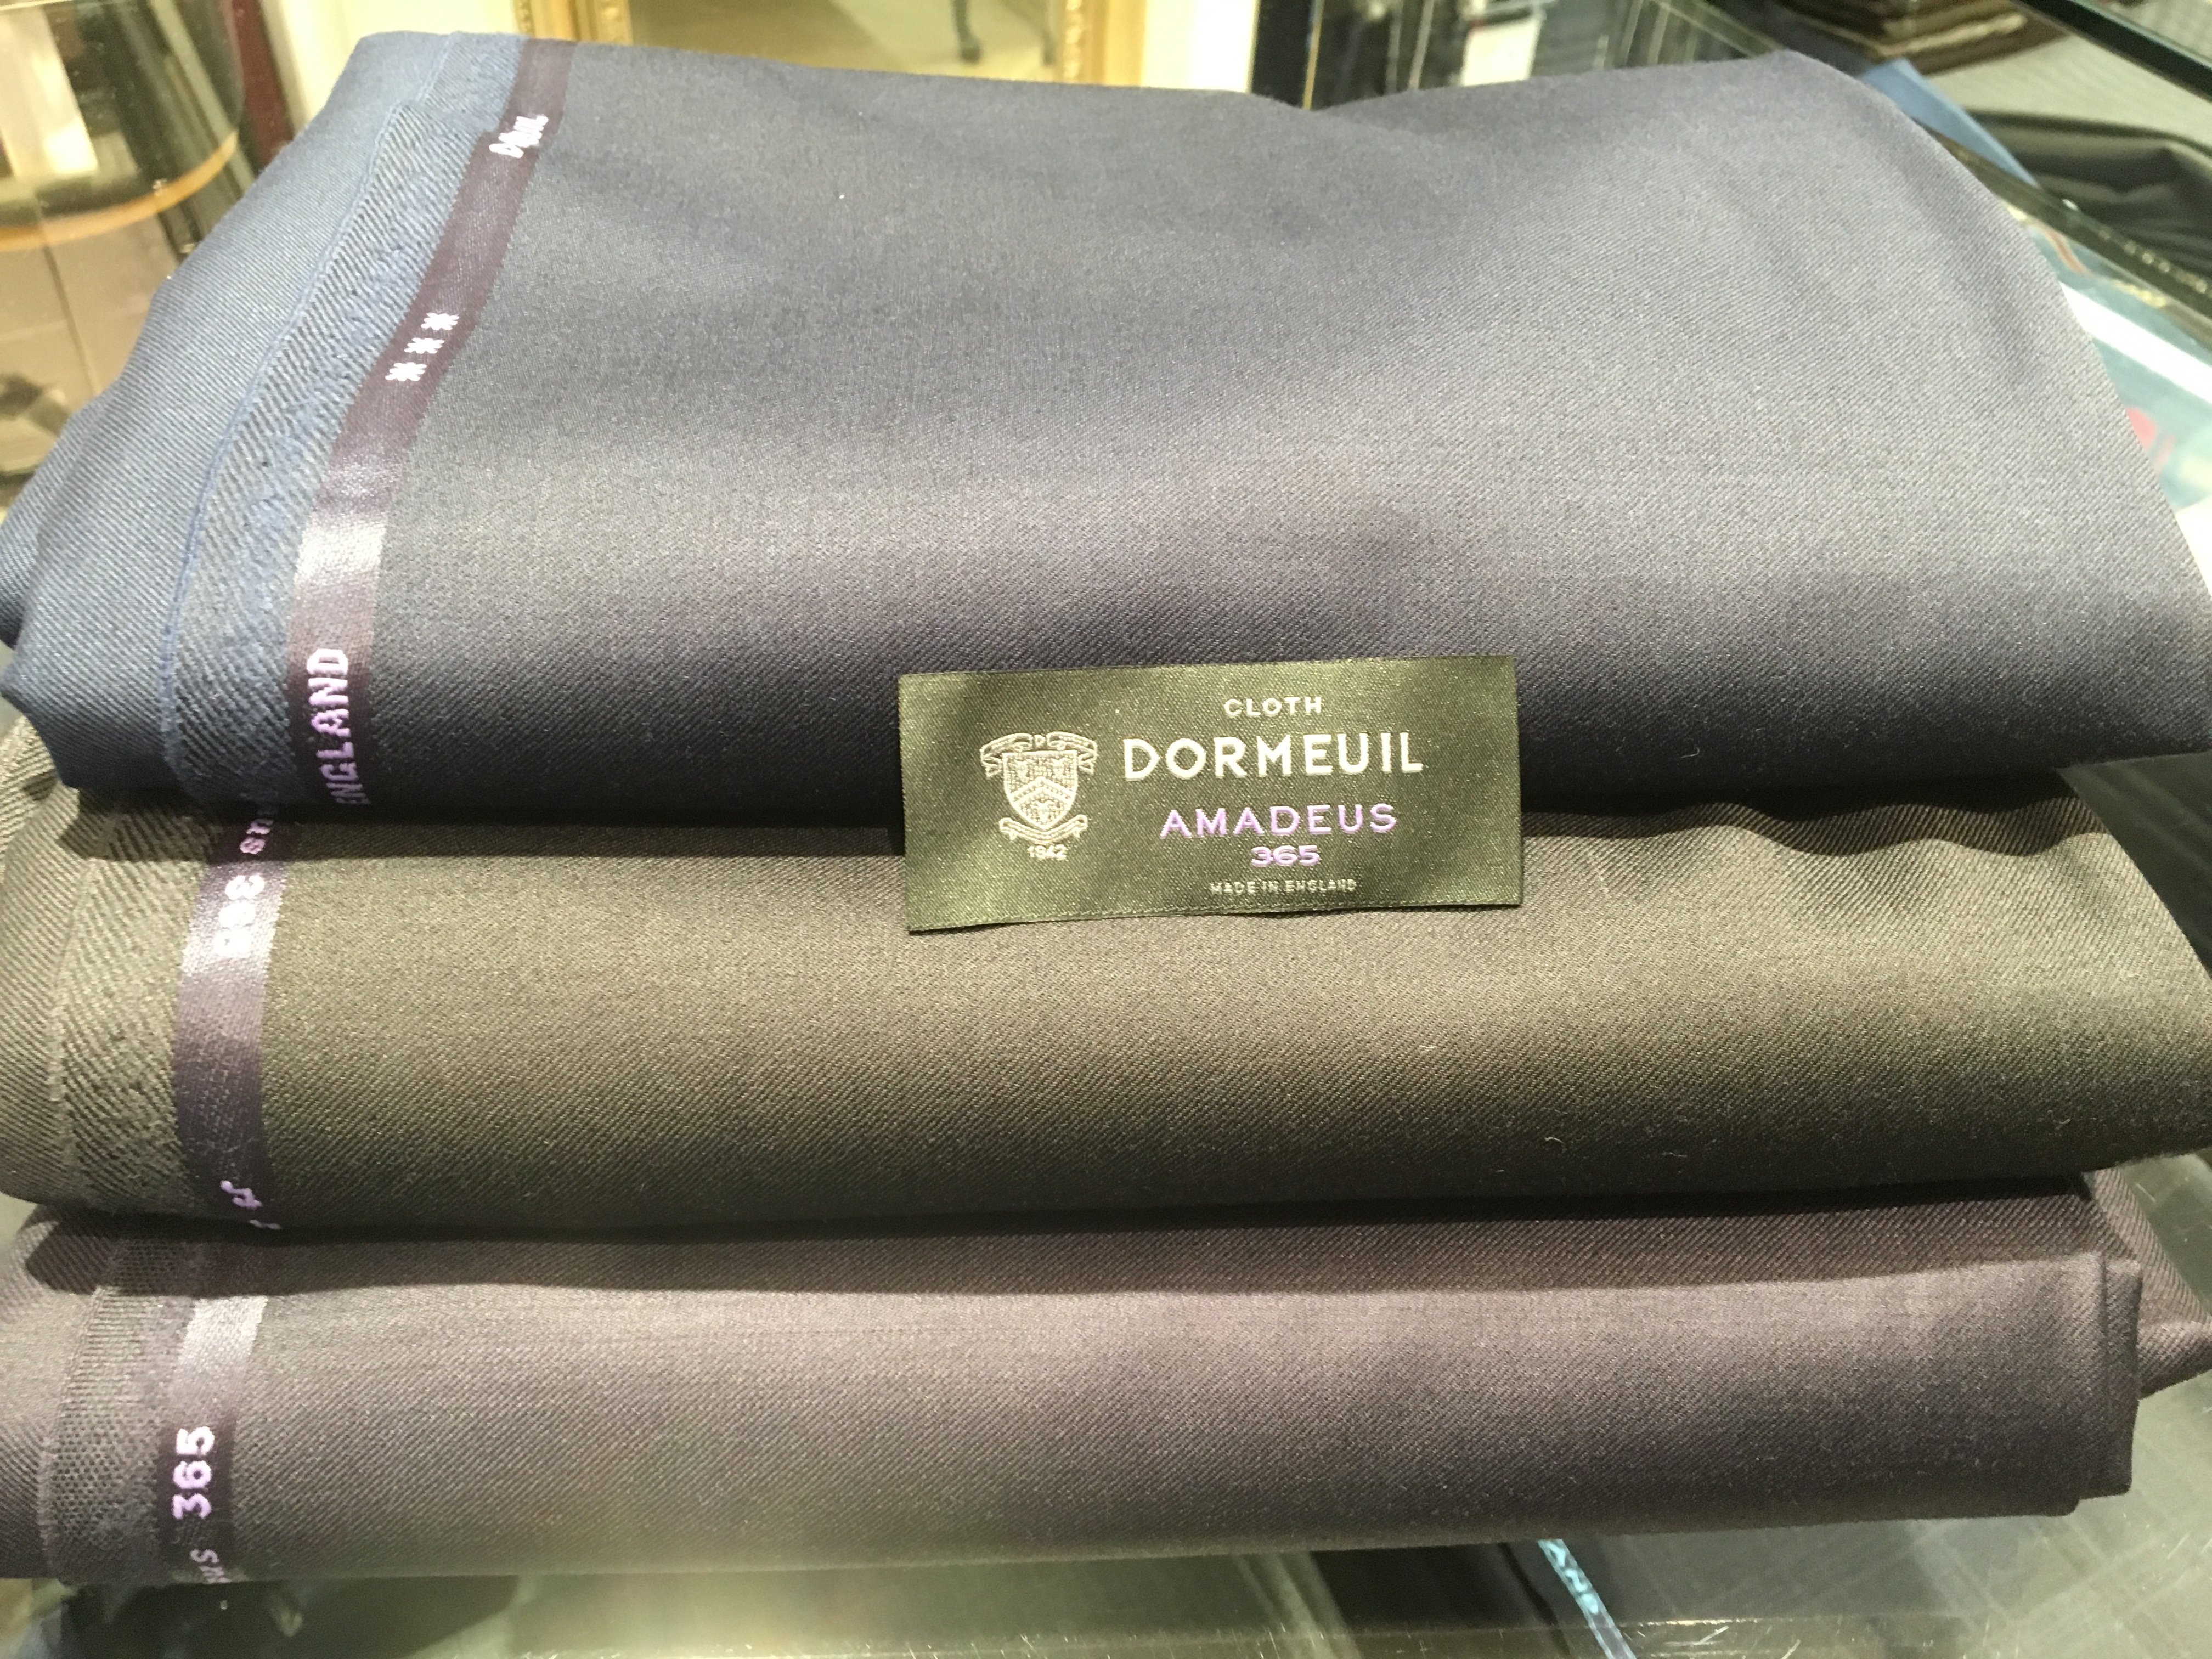 ENGLAND
CLOTH
DORMEUIL
AMADEUS
365
MADE IN ENGLAND
D
1842
365